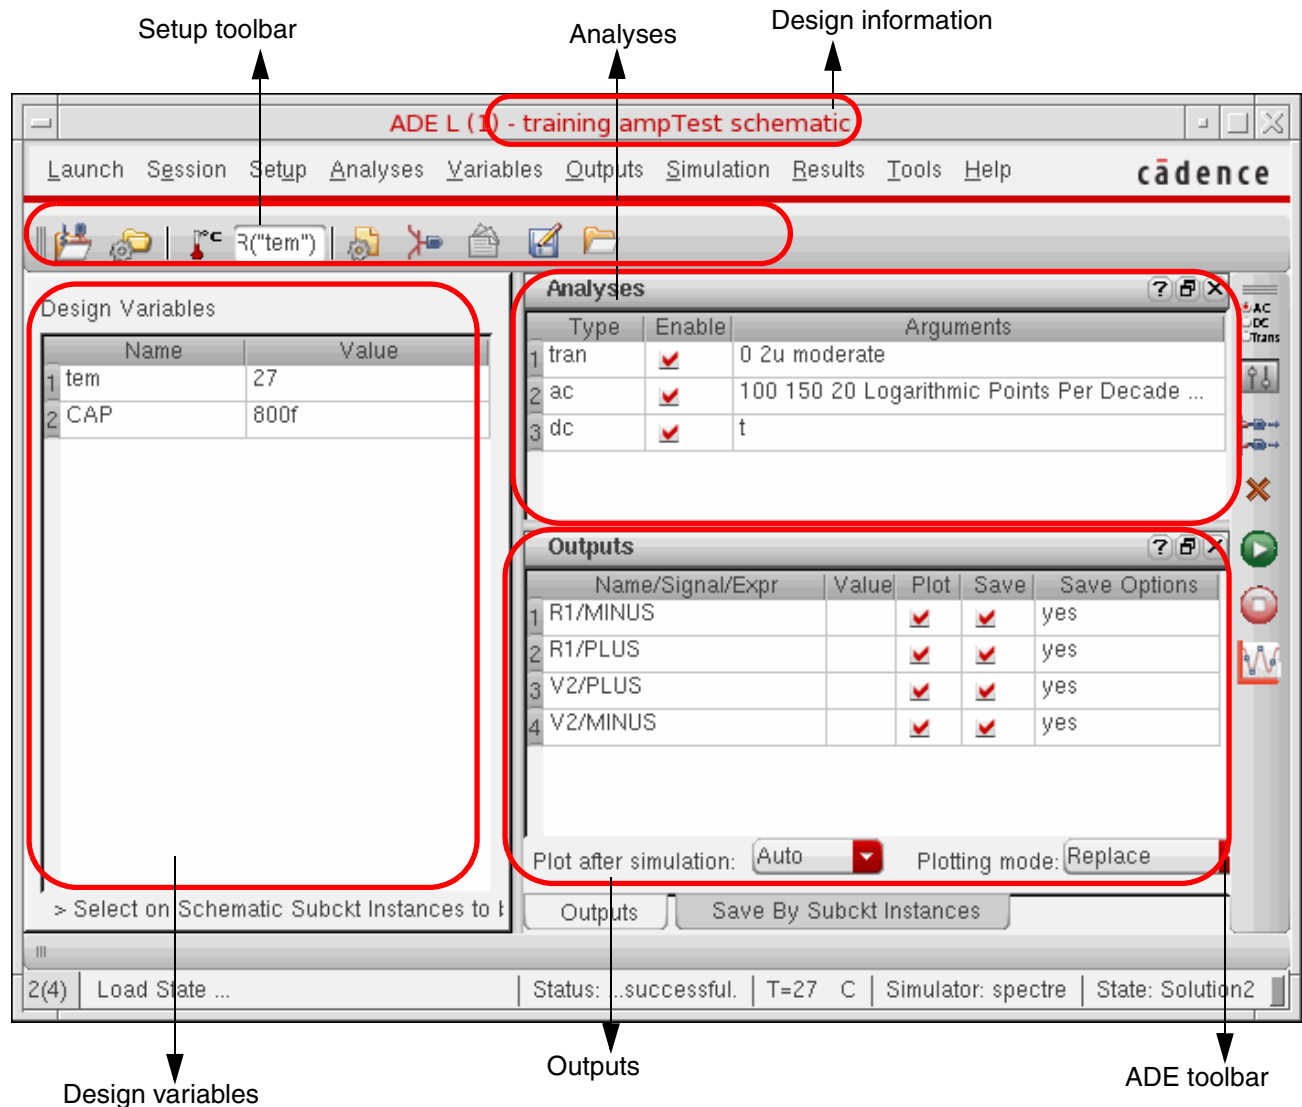 Setup toolbar
Analyses
Design information
ADE L (1) - training ampTest schematic
Launch Session Setup Analyses Variables Outputs Simulation Results Tools Help
cādence
°C
R("tem")
Design Variables
Name Value
1 tem 27
2 CAP 800f
> Select on Schematic Subckt Instances to
Analyses
Type Enable Arguments
1 tran 0 2u moderate
2 ac 100 150 20 Logarithmic Points Per Decade ...
3 dc t
AC
DC
Trans
Outputs
Name/Signal/Expr Value Plot Save Save Options
1 R1/MINUS yes
2 R1/PLUS yes
3 V2/PLUS yes
4 V2/MINUS yes
Plot after simulation: Auto Plotting mode: Replace
Outputs Save By Subckt Instances
2(4) Load State ... Status: ...successful. T=27 C Simulator: spectre State: Solution2
Design variables
Outputs
ADE toolbar